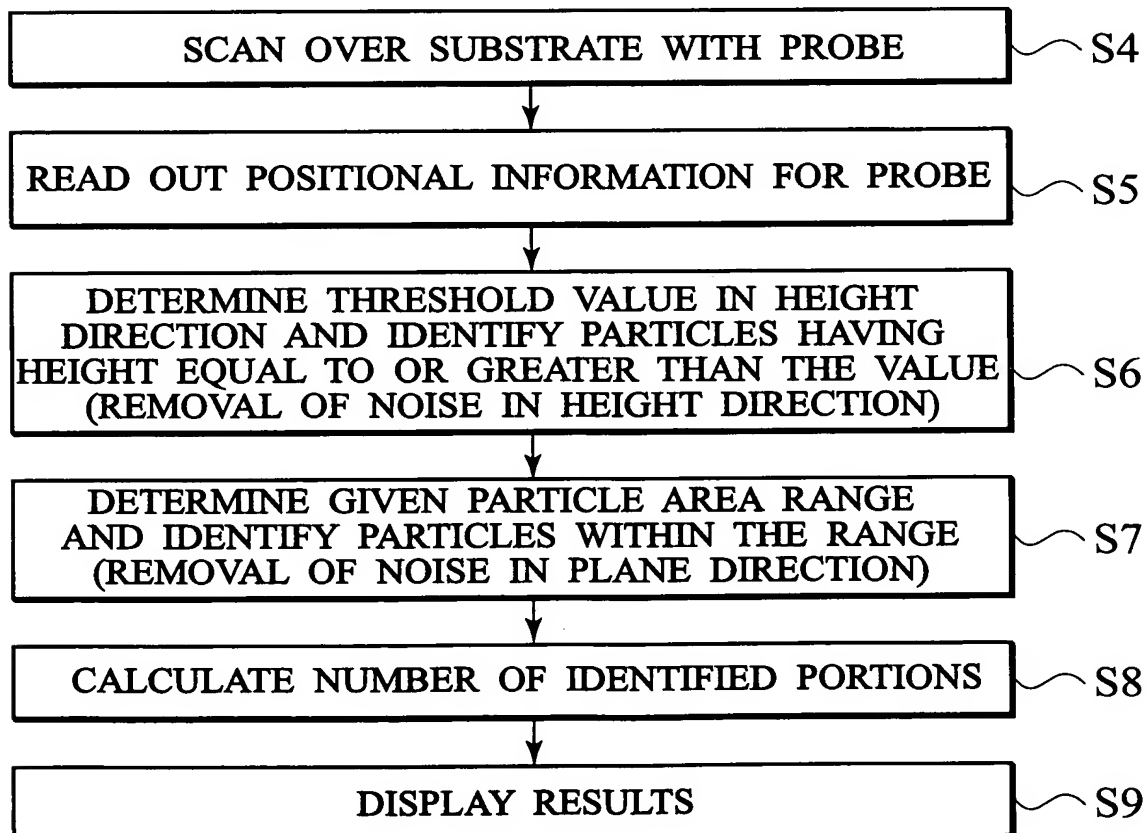 SCAN OVER SUBSTRATE WITH PROBE
S4
READ OUT POSITIONAL INFORMATION FOR PROBE
S5
DETERMINE THRESHOLD VALUE IN HEIGHT
DIRECTION AND IDENTIFY PARTICLES HAVING
HEIGHT EQUAL TO OR GREATER THAN THE VALUE
(REMOVAL OF NOISE IN HEIGHT DIRECTION)
S6
DETERMINE GIVEN PARTICLE AREA RANGE
AND IDENTIFY PARTICLES WITHIN THE RANGE
(REMOVAL OF NOISE IN PLANE DIRECTION)
S7
CALCULATE NUMBER OF IDENTIFIED PORTIONS
S8
DISPLAY RESULTS
S9